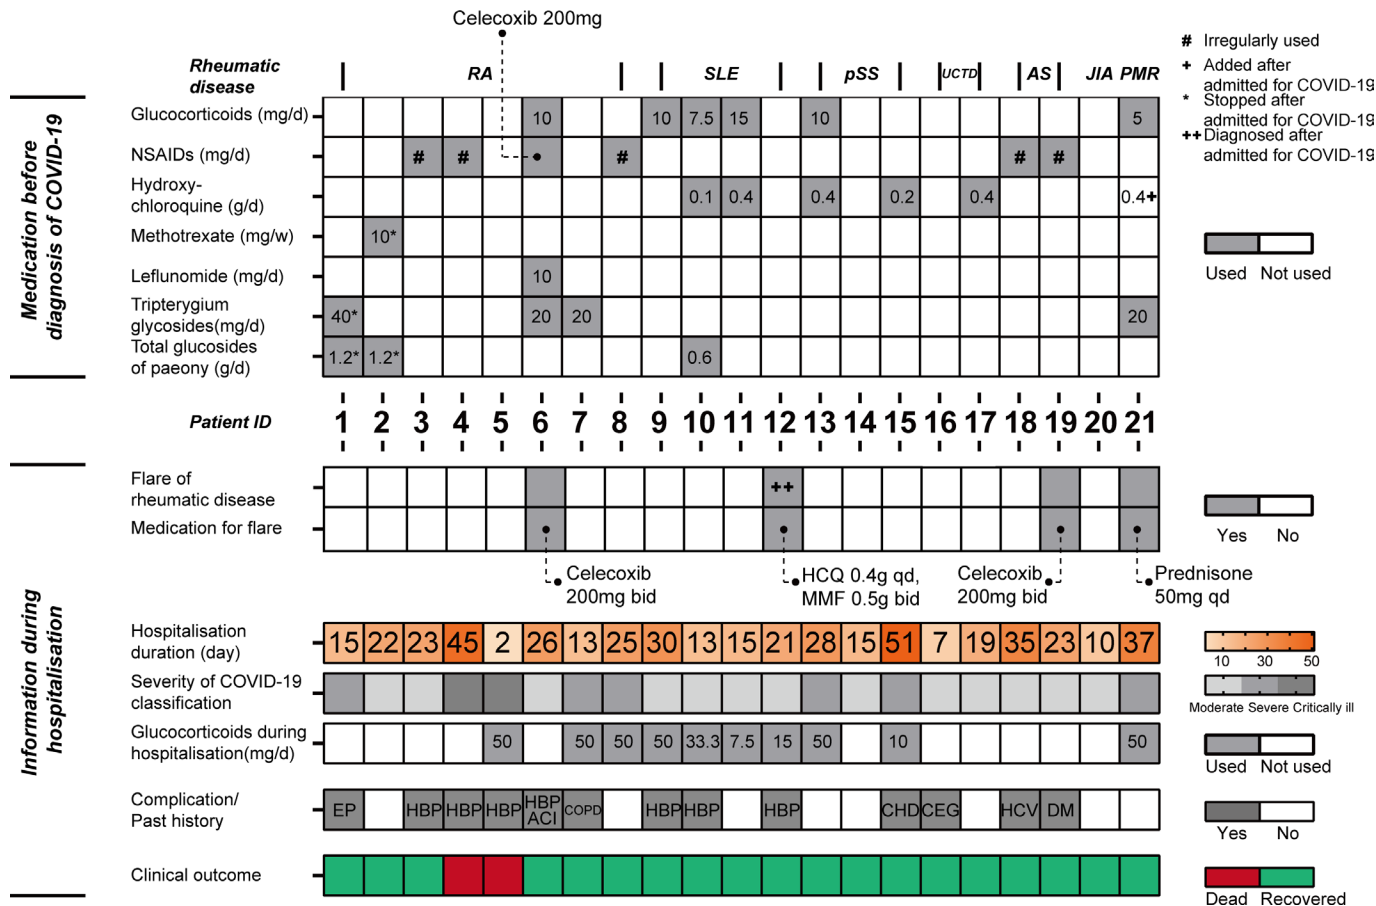 Celecoxib 200mg
Rheumatic
disease
RA
SLE
pSS
UCTD
AS
JIA
PMR
# Irregularly used
+ Added after
admitted for COVID-19
* Stopped after
admitted for COVID-19
++ Diagnosed after
admitted for COVID-19
Medication before
diagnosis of COVID-19
Glucocorticoids (mg/d)
10 10 7.5 15 10 5
NSAIDs (mg/d)
# # # # #
Hydroxy-
chloroquine (g/d)
0.1 0.4 0.4 0.2 0.4 0.4+
Methotrexate (mg/w)
10*
Leflunomide (mg/d)
10
Tripterygium
glycosides(mg/d)
40* 20 20 20
Total glucosides
of paeony (g/d)
1.2* 1.2* 0.6
Used Not used
Patient ID
1 2 3 4 5 6 7 8 9 10 11 12 13 14 15 16 17 18 19 20 21
Information during
hospitalisation
Flare of
rheumatic disease
++
Medication for flare
Yes No
Celecoxib
200mg bid
HCQ 0.4g qd,
MMF 0.5g bid
Celecoxib
200mg bid
Prednisone
50mg qd
Hospitalisation
duration (day)
15 22 23 45 2 26 13 25 30 13 15 21 28 15 51 7 19 35 23 10 37
10 30 50
Severity of COVID-19
classification
Moderate Severe Critically ill
Glucocorticoids during
hospitalisation(mg/d)
50 50 50 50 33.3 7.5 15 50 10 50
Used Not used
Complication/
Past history
EP HBP HBP HBP HBP ACI COPD HBP HBP HBP CHD CEG HCV DM
Yes No
Clinical outcome
Dead Recovered